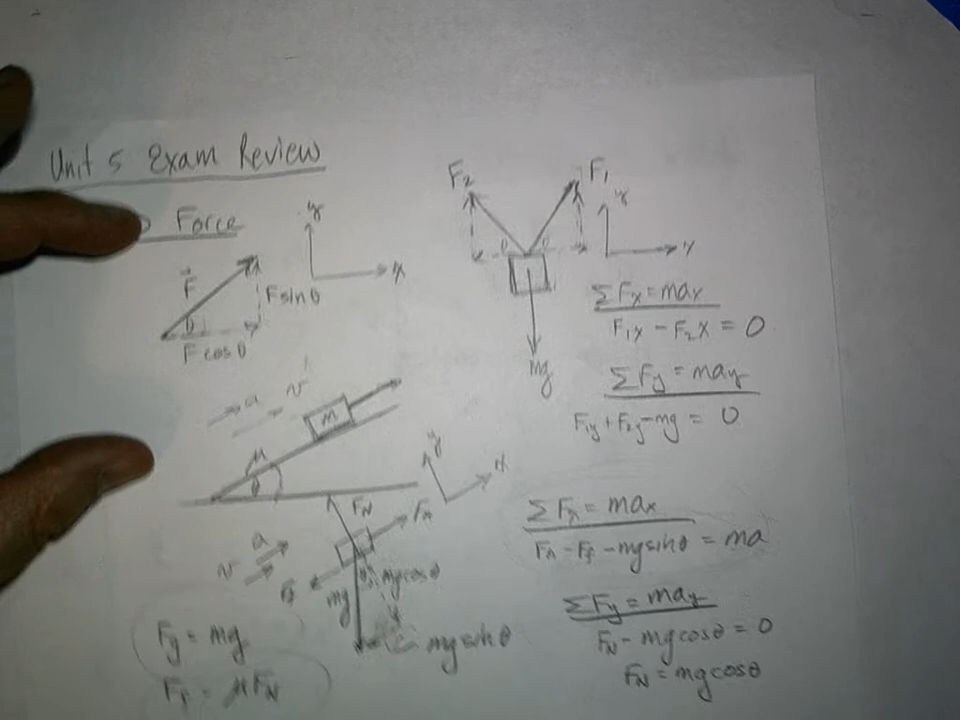 Unit 5 Exam Review
Force
y
x
F
F sin θ
θ
F cos θ
F₂
F₁
y
x
θ
θ
mg
ΣFx = max
F₁x - F₂x = 0
ΣFy = may
F₁y + F₂y - mg = 0
a
v
m
μ
θ
y
x
FN
FA
a
v
Ff
mg
θ
mg cos θ
mg sin θ
ΣFx = max
FA - Ff - mg sin θ = ma
ΣFy = may
FN - mg cos θ = 0
FN = mg cos θ
Fg = mg
Ff = μFN